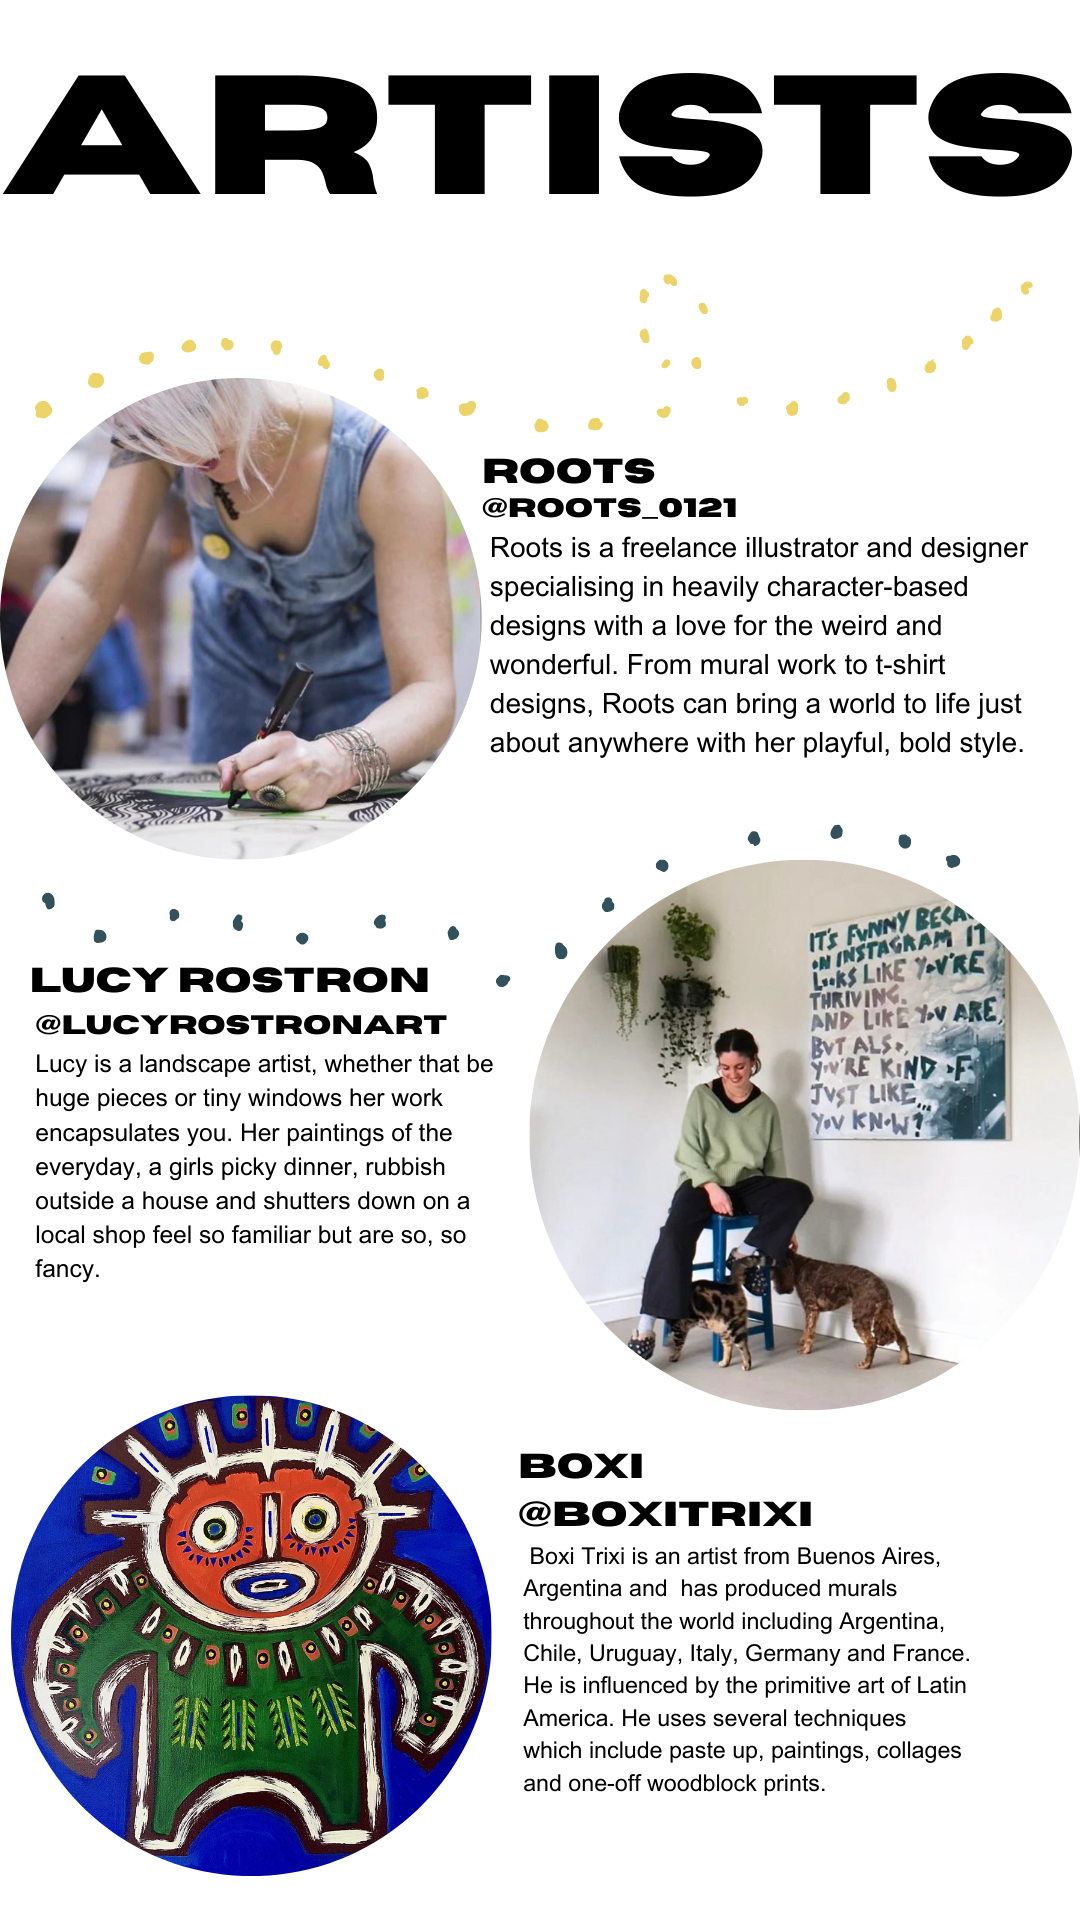 ARTISTS
ROOTS
@ROOTS_0121
Roots is a freelance illustrator and designer
specialising in heavily character-based
designs with a love for the weird and
wonderful. From mural work to t-shirt
designs, Roots can bring a world to life just
about anywhere with her playful, bold style.
LUCY ROSTRON
@LUCYROSTRONART
Lucy is a landscape artist, whether that be
huge pieces or tiny windows her work
encapsulates you. Her paintings of the
everyday, a girls picky dinner, rubbish
outside a house and shutters down on a
local shop feel so familiar but are so, so
fancy.
IT'S FUNNY BECA
ON INSTAGRAM IT
LOOKS LIKE YOU'RE
THRIVING.
AND LIKE YOU ARE,
BUT ALSO,
YOU'RE KIND OF
JUST LIKE...
YOU KNOW?
BOXI
@BOXITRIXI
Boxi Trixi is an artist from Buenos Aires,
Argentina and  has produced murals
throughout the world including Argentina,
Chile, Uruguay, Italy, Germany and France.
He is influenced by the primitive art of Latin
America. He uses several techniques
which include paste up, paintings, collages
and one-off woodblock prints.